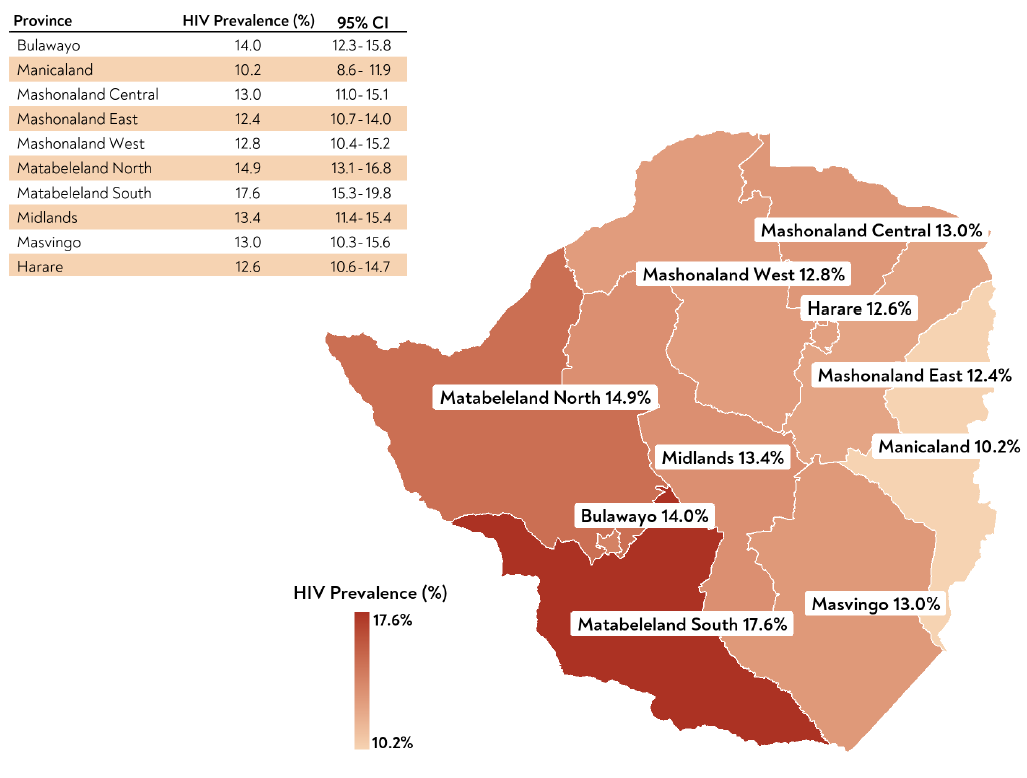 Province HIV Prevalence (%) 95% CI
Bulawayo 14.0 12.3-15.8
Manicaland 10.2 8.6- 11.9
Mashonaland Central 13.0 11.0-15.1
Mashonaland East 12.4 10.7-14.0
Mashonaland West 12.8 10.4-15.2
Matabeleland North 14.9 13.1-16.8
Matabeleland South 17.6 15.3-19.8
Midlands 13.4 11.4-15.4
Masvingo 13.0 10.3-15.6
Harare 12.6 10.6-14.7
Mashonaland Central 13.0%
Mashonaland West 12.8%
Harare 12.6%
Mashonaland East 12.4%
Matabeleland North 14.9%
Manicaland 10.2%
Midlands 13.4%
Bulawayo 14.0%
Masvingo 13.0%
Matabeleland South 17.6%
HIV Prevalence (%)
17.6%
10.2%